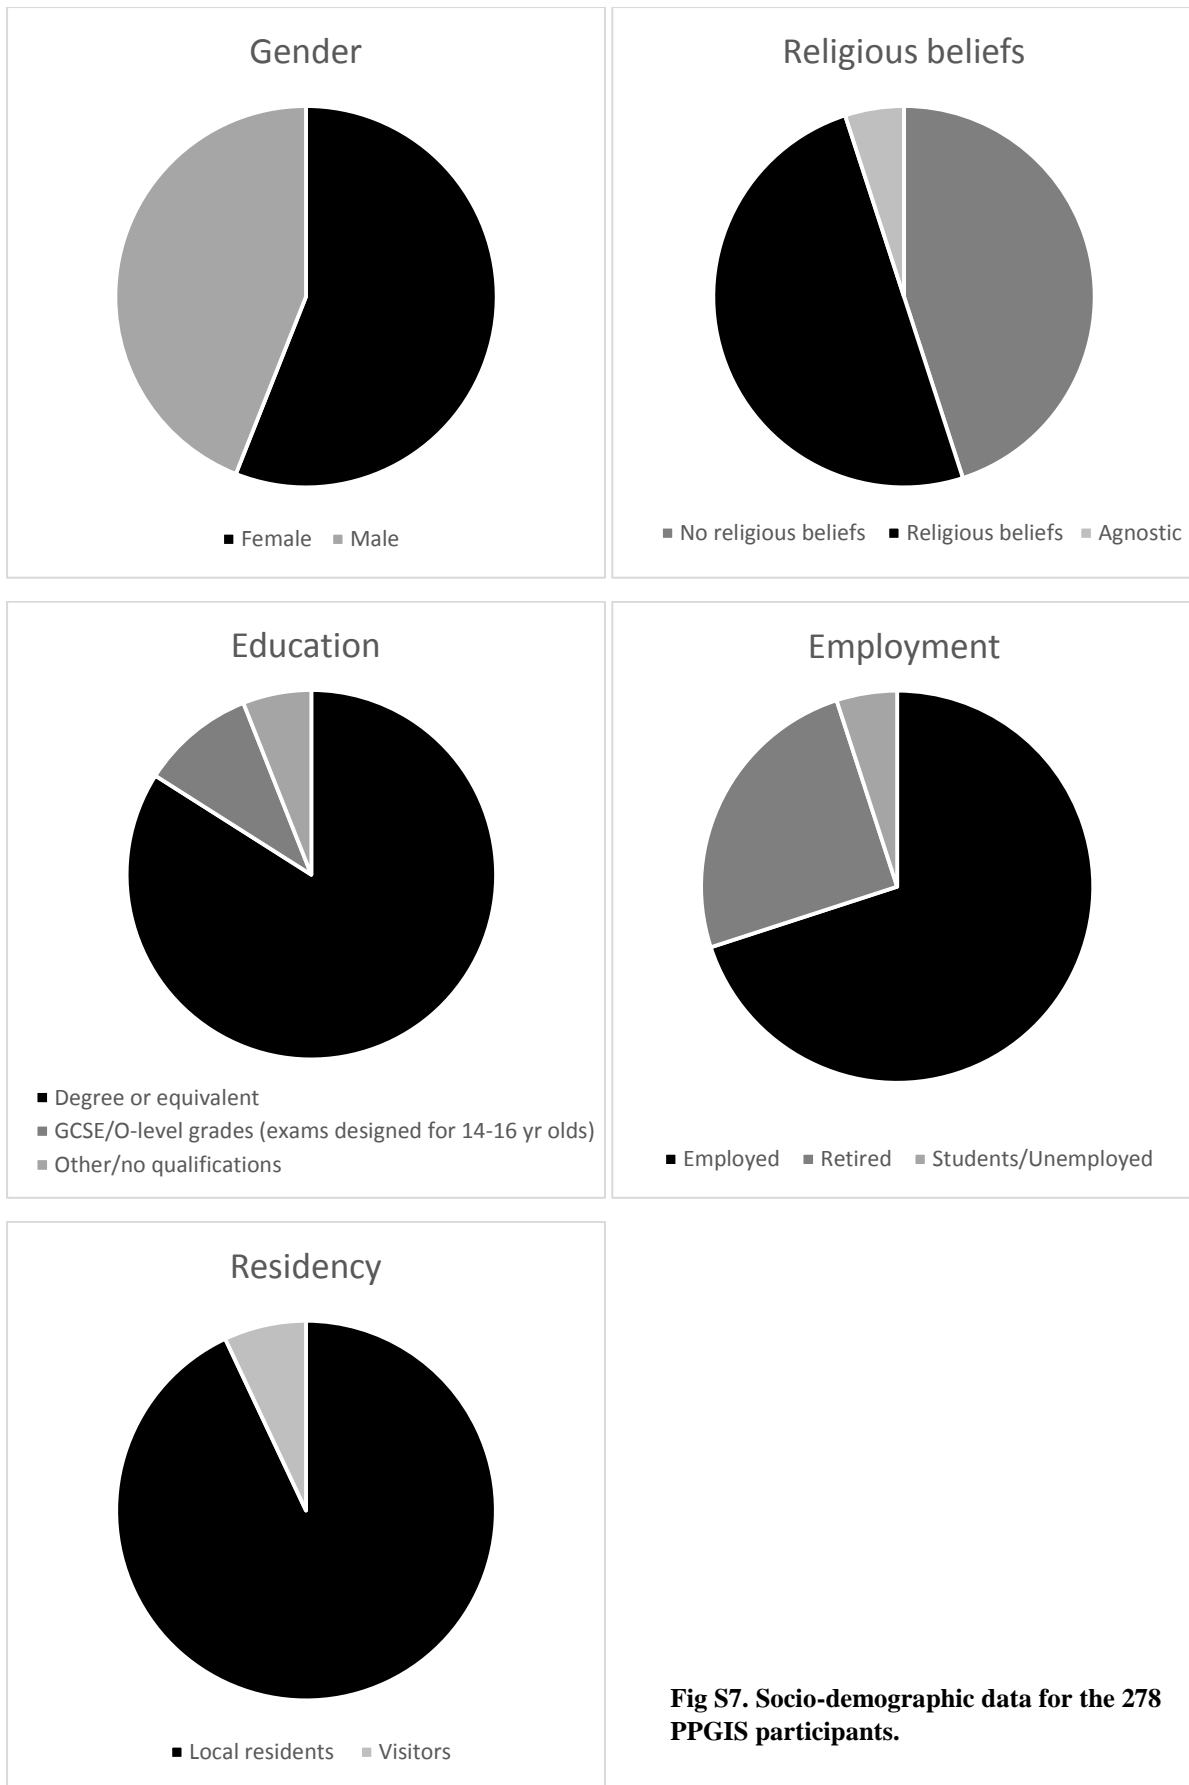 Gender
Female Male
Religious beliefs
No religious beliefs Religious beliefs Agnostic
Education
Degree or equivalent
GCSE/O-level grades (exams designed for 14-16 yr olds)
Other/no qualifications
Employment
Employed Retired Students/Unemployed
Residency
Local residents Visitors
Fig S7. Socio-demographic data for the 278
PPGIS participants.